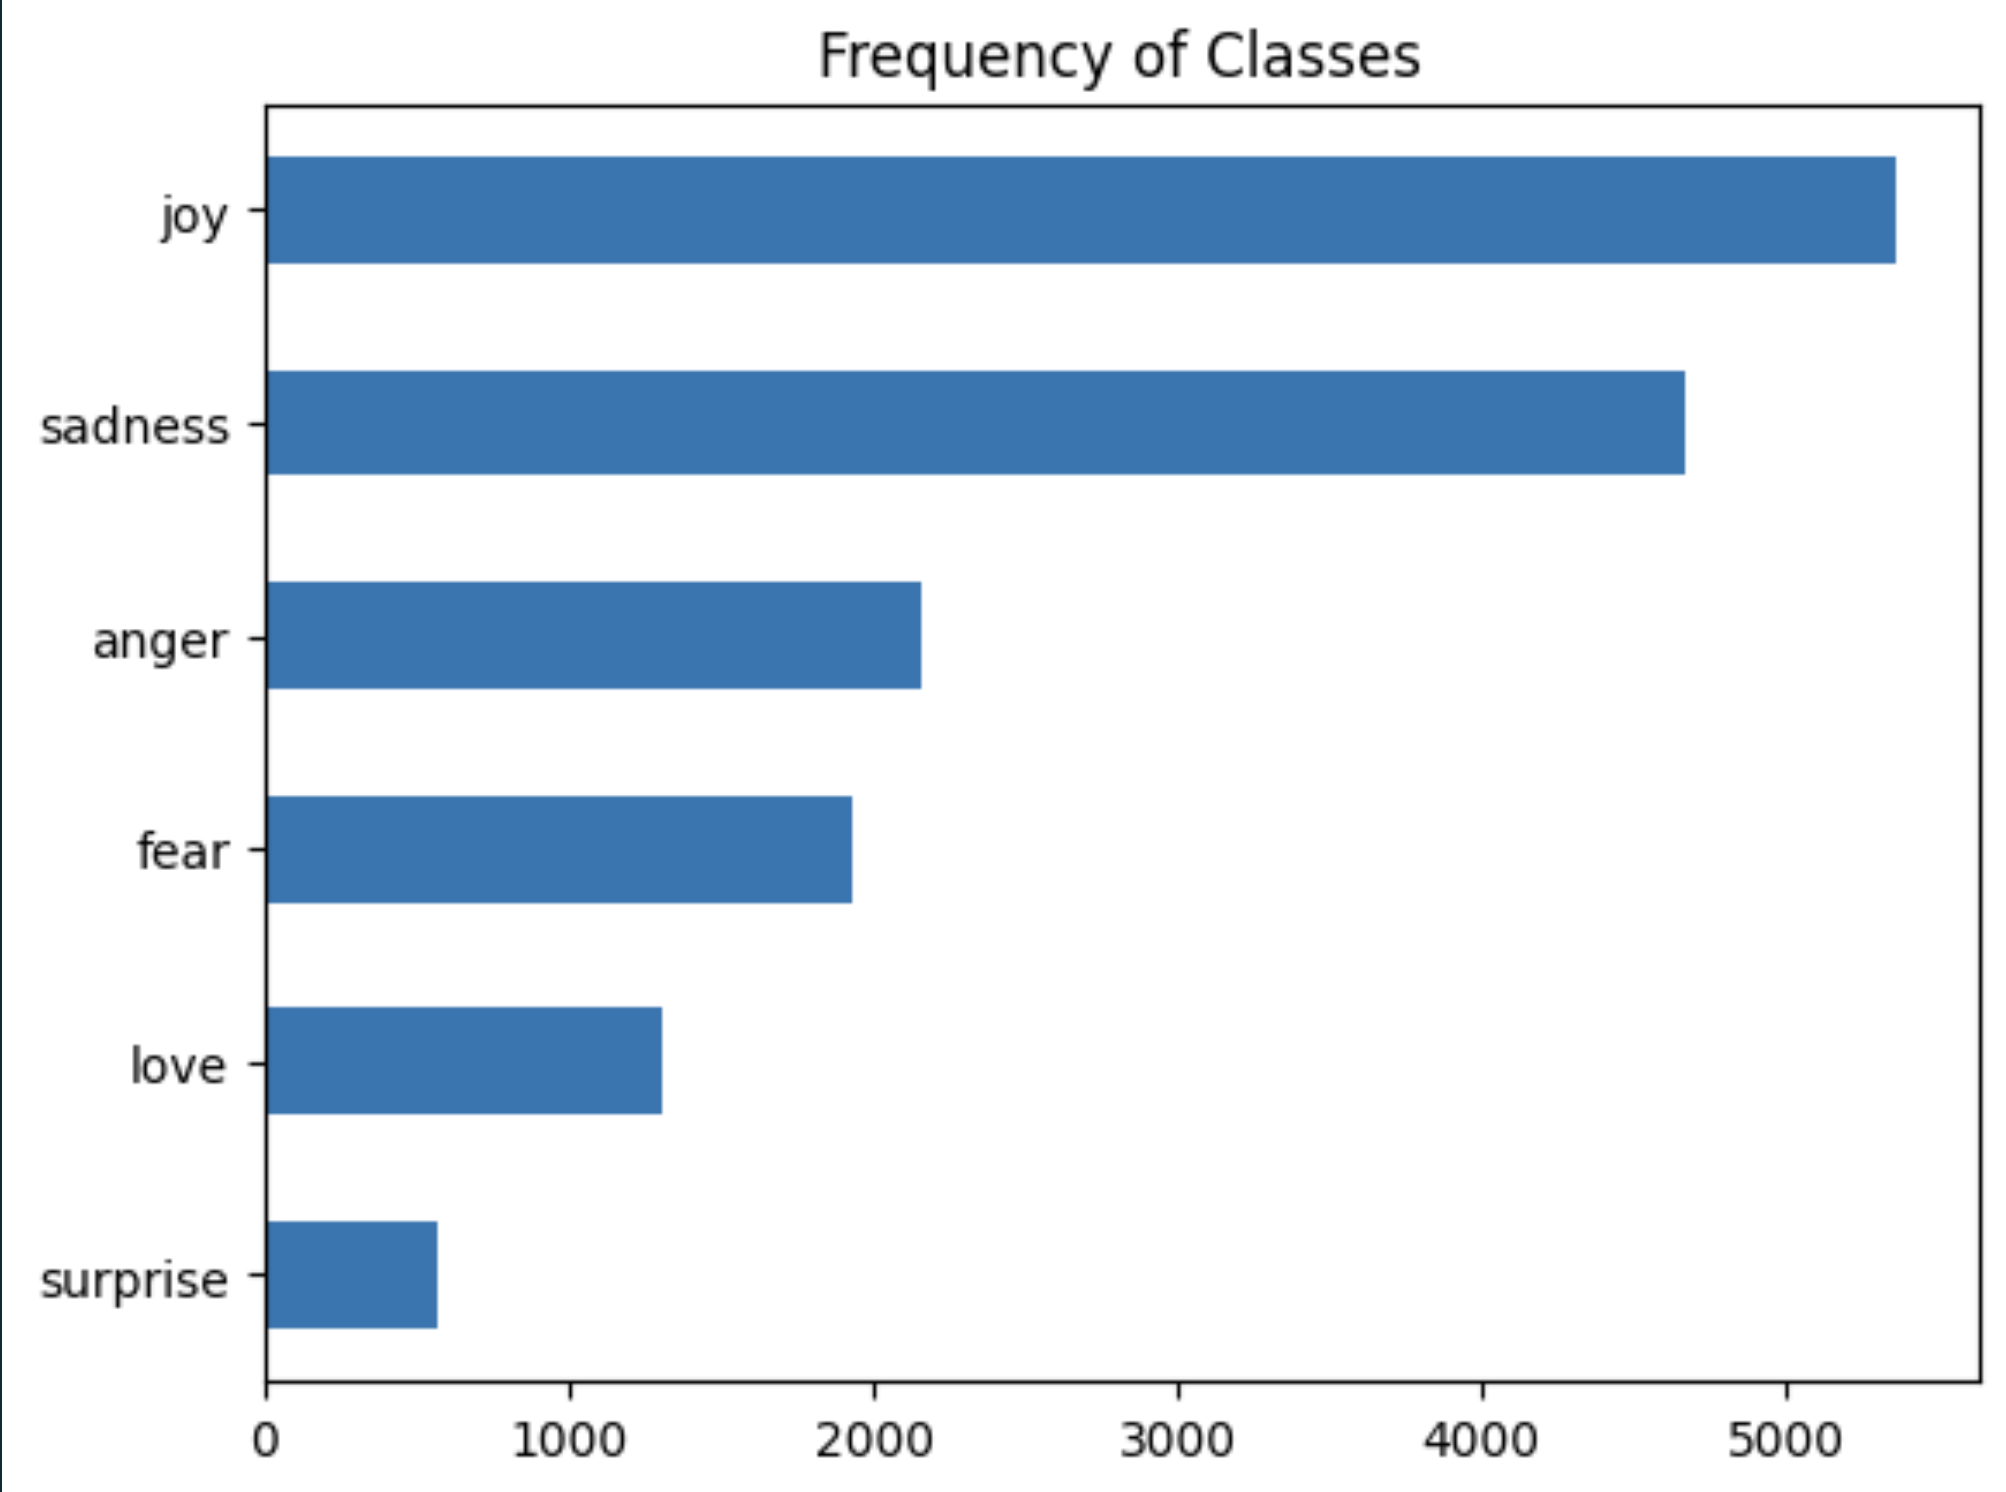 Frequency of Classes
joy
sadness
anger
fear
love
surprise
0 1000 2000 3000 4000 5000